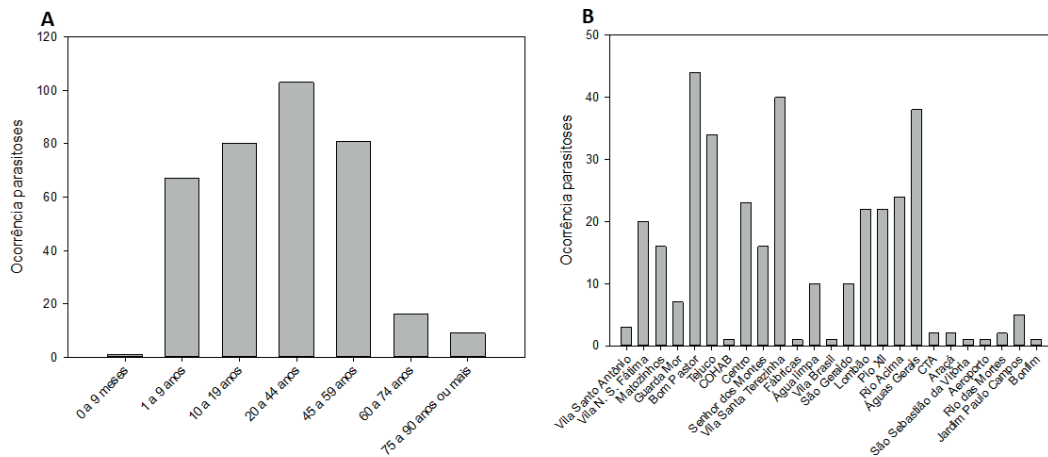 A
Ocorrência parasitoses
120
100
80
60
40
20
0
0 a 9 meses
1 a 9 anos
10 a 19 anos
20 a 44 anos
45 a 59 anos
60 a 74 anos
75 a 90 anos ou mais
B
Ocorrência parasitoses
50
40
30
20
10
0
Vila Santo Antônio
Vila N. S. Fátima
Matozinhos
Guarda Mor
Bom Pastor
Tejuco
COHAB
Centro
Senhor dos Montes
Vila Santa Terezinha
Fábricas
Água limpa
Vila Brasil
São Geraldo
Lombão
Pio XII
Rio Acima
Águas Gerais
CTA
Araçá
São Sebastião da Vitória
Aeroporto
Rio das Mortes
Jardim Paulo Campos
Bonfim